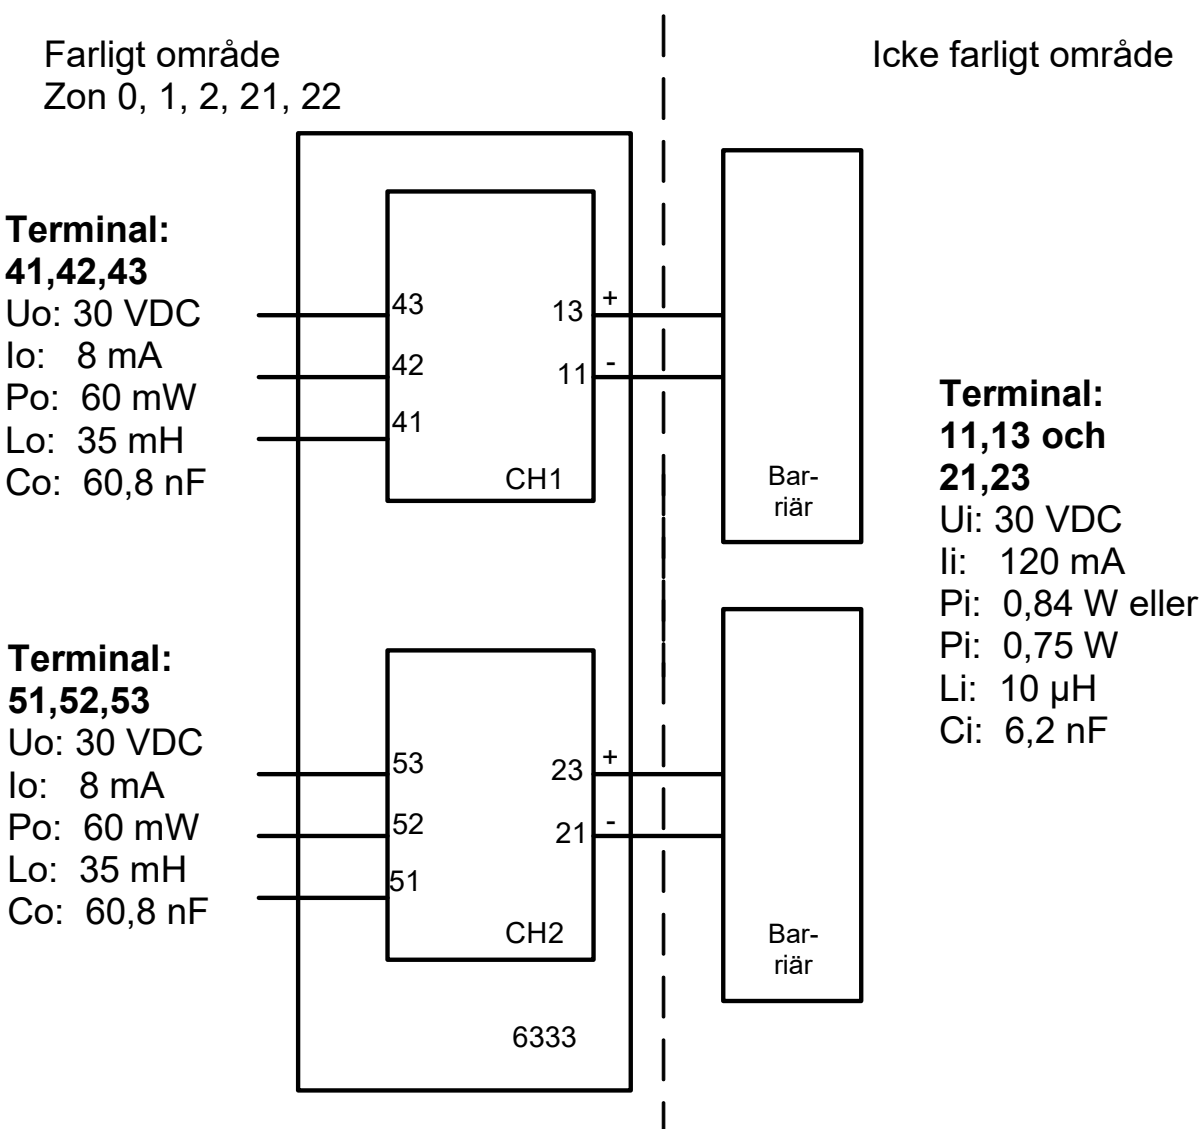 Farligt område
Zon 0, 1, 2, 21, 22
Icke farligt område
Terminal:
41,42,43
Uo: 30 VDC
Io: 8 mA
Po: 60 mW
Lo: 35 mH
Co: 60,8 nF
43
42
41
13
+
11
-
CH1
Bar-
riär
Terminal:
11,13 och
21,23
Ui: 30 VDC
Ii: 120 mA
Pi: 0,84 W eller
Pi: 0,75 W
Li: 10 µH
Ci: 6,2 nF
Terminal:
51,52,53
Uo: 30 VDC
Io: 8 mA
Po: 60 mW
Lo: 35 mH
Co: 60,8 nF
53
52
51
23
+
21
-
CH2
Bar-
riär
6333